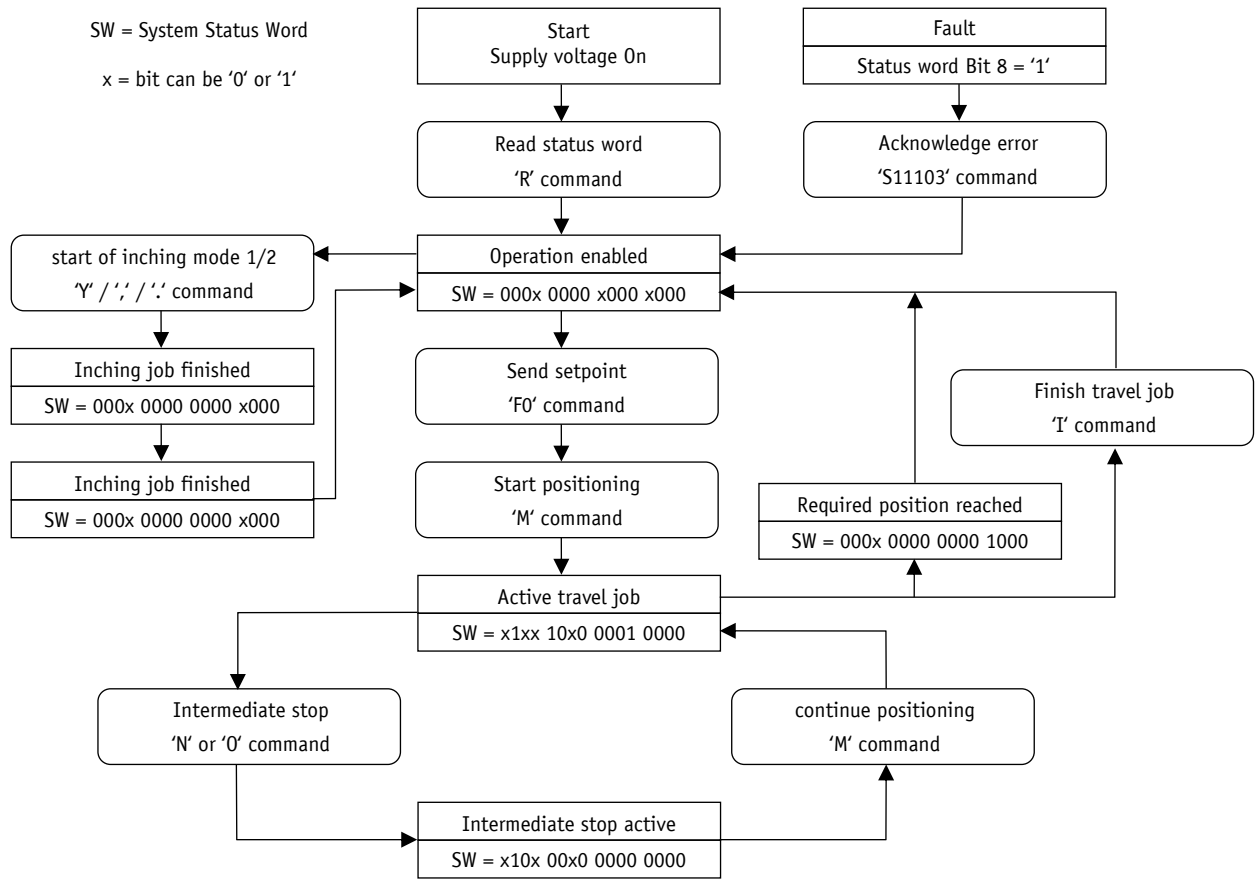 SW = System Status Word
x = bit can be ‘0‘ or ‘1‘
Start
Supply voltage On
Fault
Status word Bit 8 = ‘1‘
Read status word
‘R’ command
Acknowledge error
‘S11103‘ command
start of inching mode 1/2
‘Y‘ / ‘,‘ / ‘.‘ command
Operation enabled
SW = 000x 0000 x000 x000
Inching job finished
SW = 000x 0000 0000 x000
Send setpoint
‘F0‘ command
Finish travel job
‘I‘ command
Inching job finished
SW = 000x 0000 0000 x000
Start positioning
‘M‘ command
Required position reached
SW = 000x 0000 0000 1000
Active travel job
SW = x1xx 10x0 0001 0000
Intermediate stop
‘N‘ or ‘O‘ command
continue positioning
‘M‘ command
Intermediate stop active
SW = x10x 00x0 0000 0000